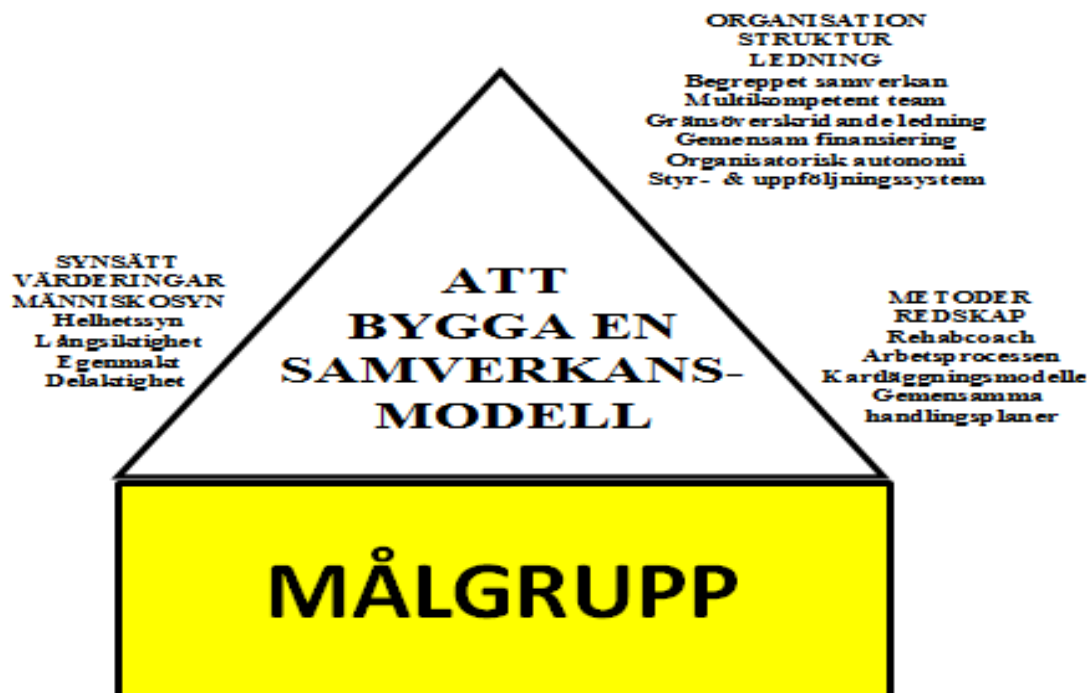 ORGANISATION
STRUKTUR
LEDNING
Begreppet samverkan
Multikompetent team
Gränsöverskridande ledning
Gemensam finansiering
Organisatorisk autonomi
Styr- & uppföljningssystem
SYNSÄTT
VÄRDERINGAR
MÄNNISKOSYN
Helhetssyn
Långsiktighet
Egenmakt
Delaktighet
ATT
BYGGA EN
SAMVERKANS-
MODELL
METODER
REDSKAP
Rehabcoach
Arbetsprocessen
Kartläggningsmodelle
Gemensamma
handlingsplaner
MÅLGRUPP